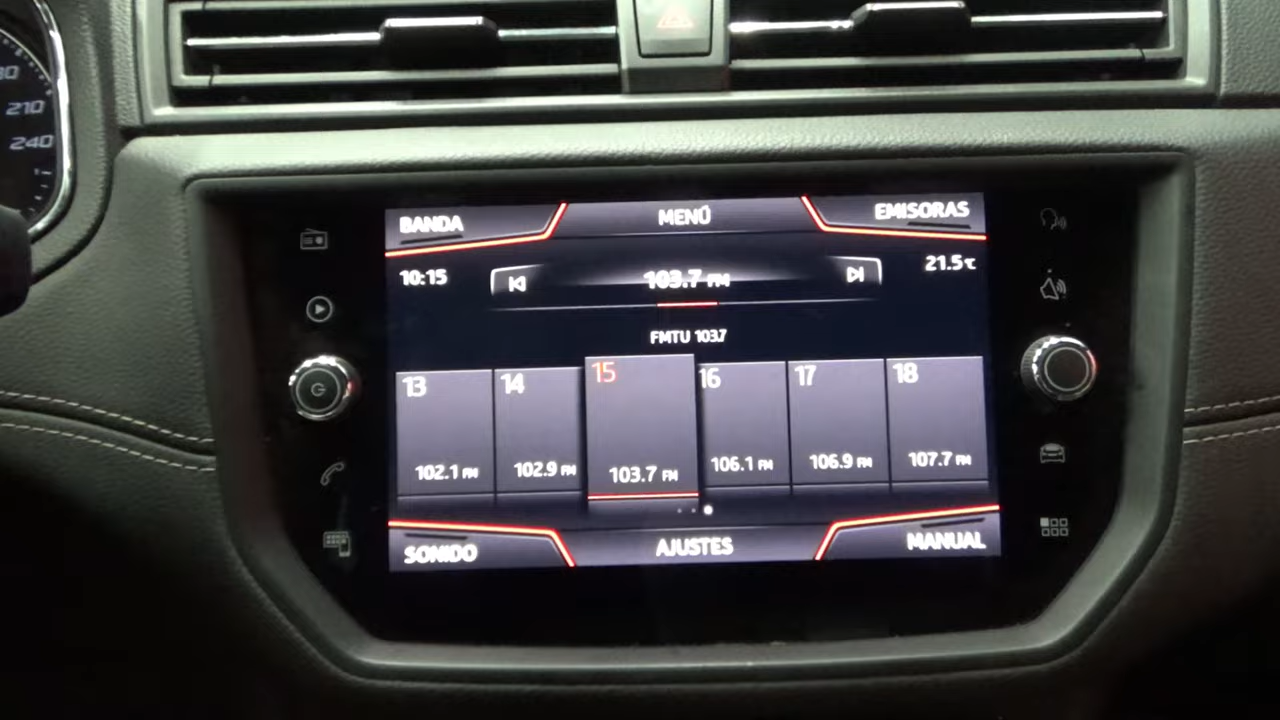 210
240
BANDA
MENÚ
EMISORAS
10:15
103.7 FM
21.5°C
FMTU 103.7
13
14
15
16
17
18
102.1 FM
102.9 FM
103.7 FM
106.1 FM
106.9 FM
107.7 FM
SONIDO
AJUSTES
MANUAL